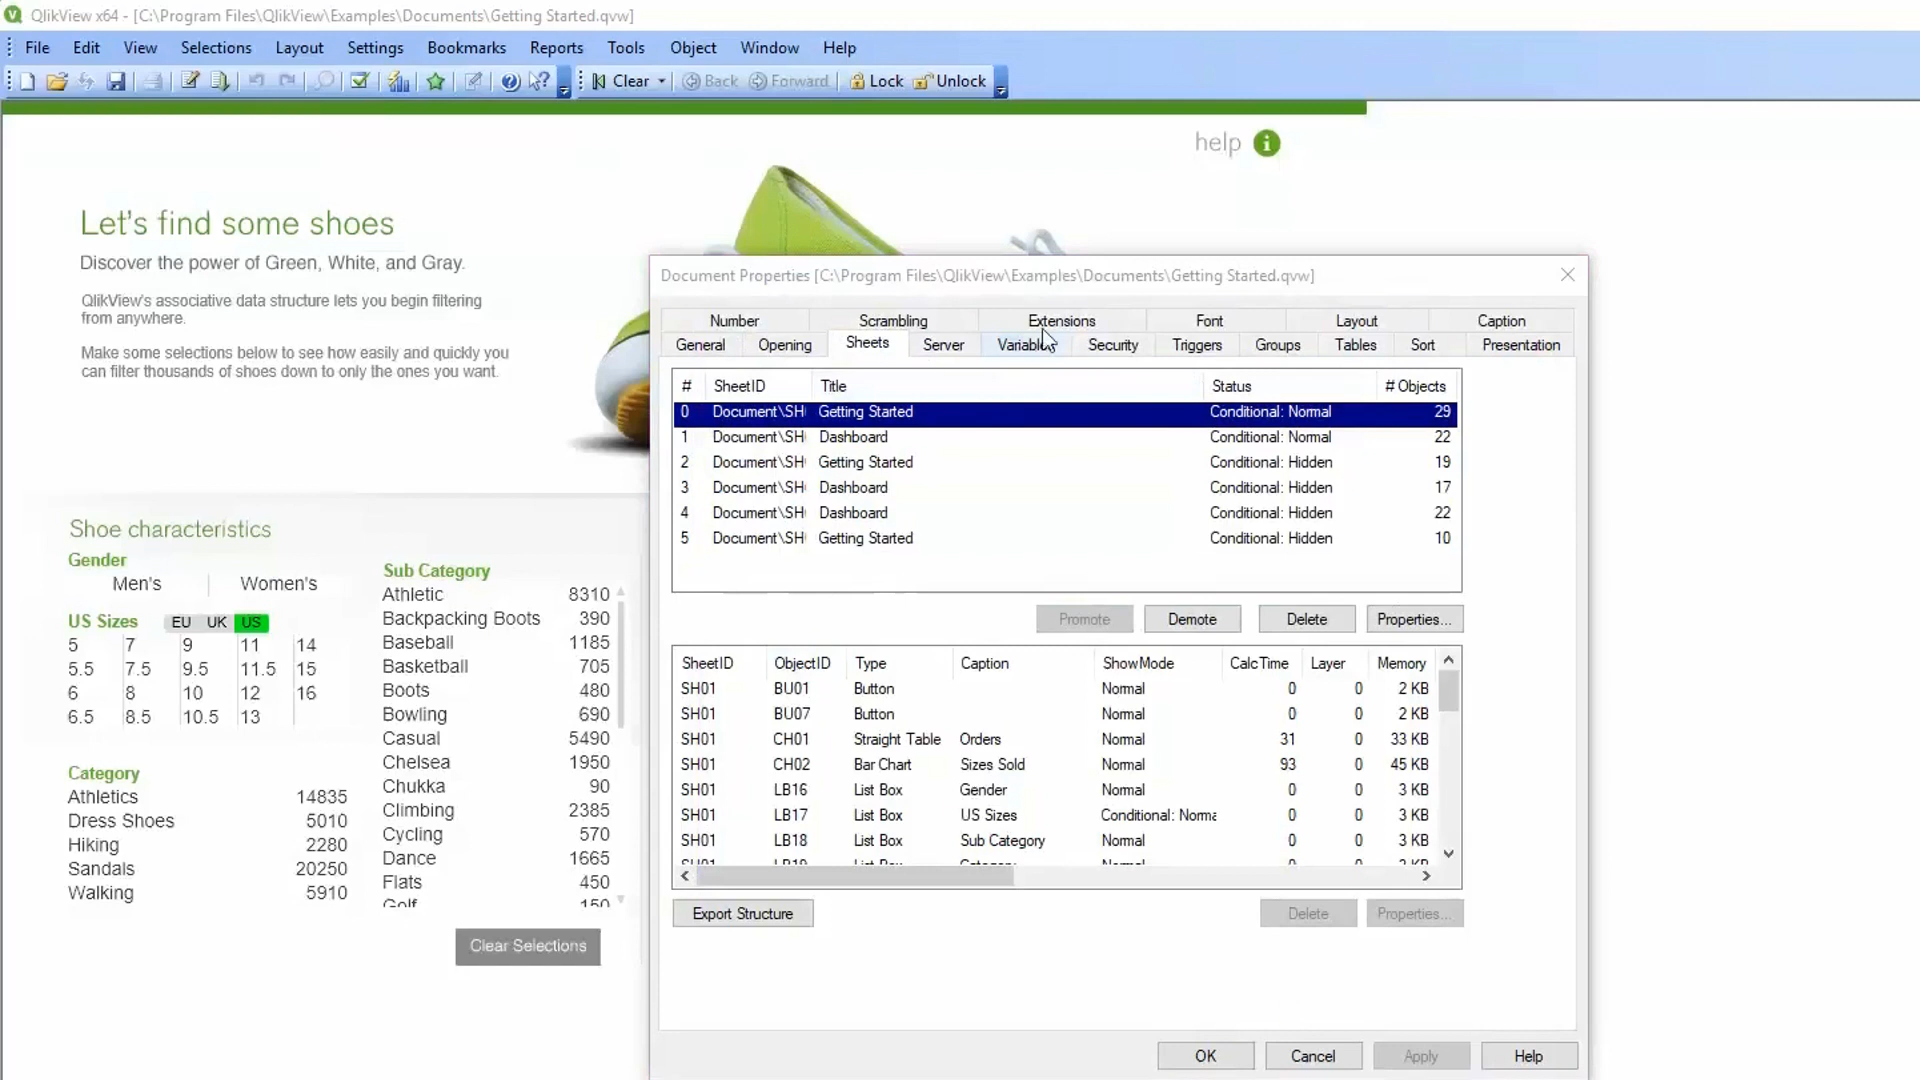 QlikView x64 - [C:\Program Files\QlikView\Examples\Documents\Getting Started.qvw]
File Edit View Selections Layout Settings Bookmarks Reports Tools Object Window Help
Clear Back Forward Lock Unlock
help
Let's find some shoes
Discover the power of Green, White, and Gray.
QlikView's associative data structure lets you begin filtering
from anywhere.
Make some selections below to see how easily and quickly you
can filter thousands of shoes down to only the ones you want.
Shoe characteristics
Gender
Men's Women's
US Sizes EU UK US
5 7 9 11 14
5.5 7.5 9.5 11.5 15
6 8 10 12 16
6.5 8.5 10.5 13
Category
Athletics 14835
Dress Shoes 5010
Hiking 2280
Sandals 20250
Walking 5910
Sub Category
Athletic 8310
Backpacking Boots 390
Baseball 1185
Basketball 705
Boots 480
Bowling 690
Casual 5490
Chelsea 1950
Chukka 90
Climbing 2385
Cycling 570
Dance 1665
Flats 450
Golf 150
Clear Selections
Document Properties [C:\Program Files\QlikView\Examples\Documents\Getting Started.qvw]
Number Scrambling Extensions Font Layout Caption
General Opening Sheets Server Variables Security Triggers Groups Tables Sort Presentation
# SheetID Title Status # Objects
0 Document\SH Getting Started Conditional: Normal 29
1 Document\SH Dashboard Conditional: Normal 22
2 Document\SH Getting Started Conditional: Hidden 19
3 Document\SH Dashboard Conditional: Hidden 17
4 Document\SH Dashboard Conditional: Hidden 22
5 Document\SH Getting Started Conditional: Hidden 10
Promote Demote Delete Properties...
SheetID ObjectID Type Caption ShowMode CalcTime Layer Memory
SH01 BU01 Button Normal 0 0 2 KB
SH01 BU07 Button Normal 0 0 2 KB
SH01 CH01 Straight Table Orders Normal 31 0 33 KB
SH01 CH02 Bar Chart Sizes Sold Normal 93 0 45 KB
SH01 LB16 List Box Gender Normal 0 0 3 KB
SH01 LB17 List Box US Sizes Conditional: Norma 0 0 3 KB
SH01 LB18 List Box Sub Category Normal 0 0 3 KB
SH01 LB19 List Box Category Normal 0 0 3 KB
Export Structure Delete Properties...
OK Cancel Apply Help